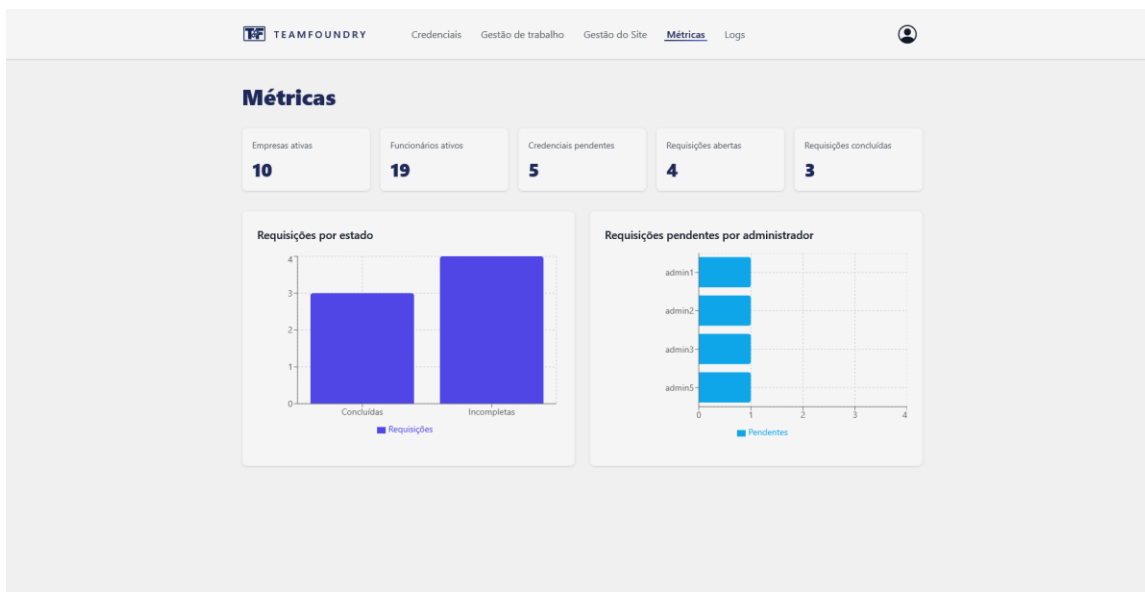 TF TEAMFOUNDRY Credenciais Gestão de trabalho Gestão do Site Métricas Logs
Métricas
Empresas ativas Funcionários ativos Credenciais pendentes Requisições abertas Requisições concluídas
10 19 5 4 3
Requisições por estado
4
3
2
1
0
Concluídas Incompletas
Requisições
Requisições pendentes por administrador
admin1
admin2
admin3
admin5
0 1 2 3 4
Pendentes